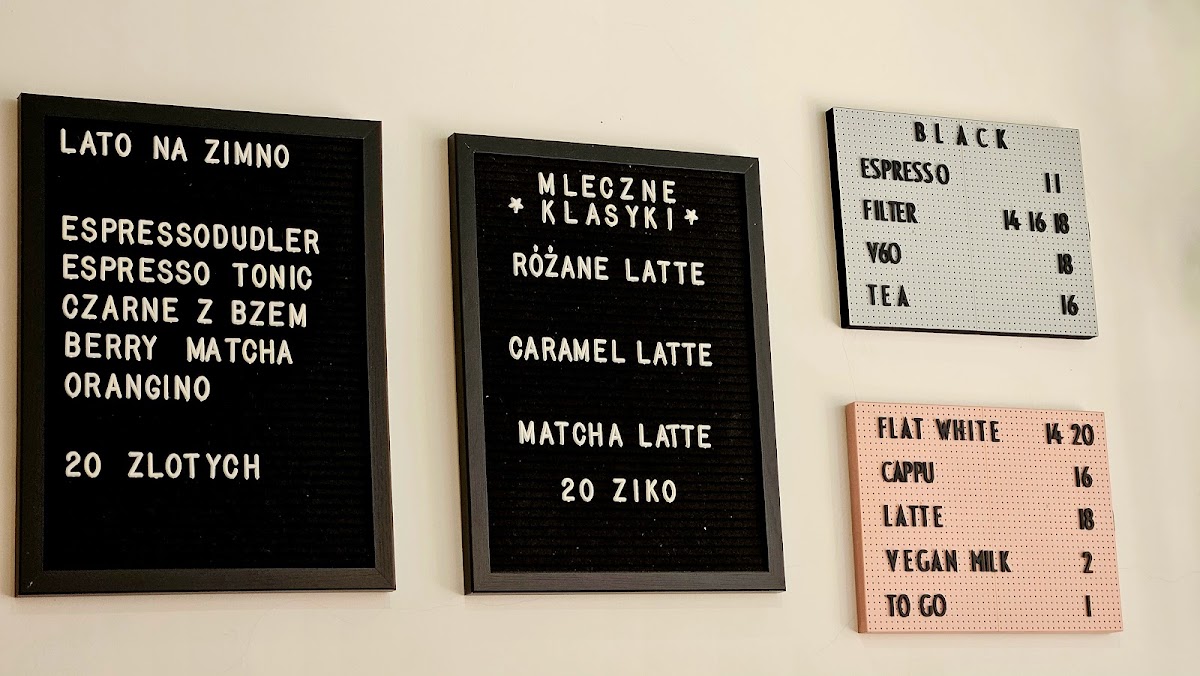 LATO NA ZIMNO
ESPRESSODUDLER
ESPRESSO TONIC
CZARNE Z BZEM
BERRY MATCHA
ORANGINO
20 ZLOTYCH
MLECZNE
* KLASYKI *
RÓŻANE LATTE
CARAMEL LATTE
MATCHA LATTE
20 ZIKO
BLACK
ESPRESSO 11
FILTER 14 16 18
V60 18
TEA 16
FLAT WHITE 14 20
CAPPU 16
LATTE 18
VEGAN MILK 2
TO GO 1